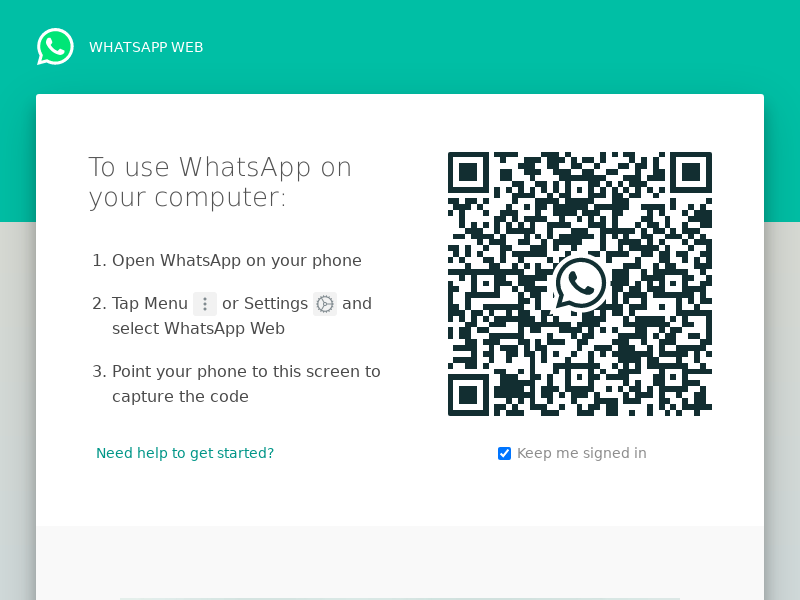 WHATSAPP WEB
To use WhatsApp on
your computer:
1. Open WhatsApp on your phone
2. Tap Menu or Settings and
select WhatsApp Web
3. Point your phone to this screen to
capture the code
Need help to get started?
Keep me signed in